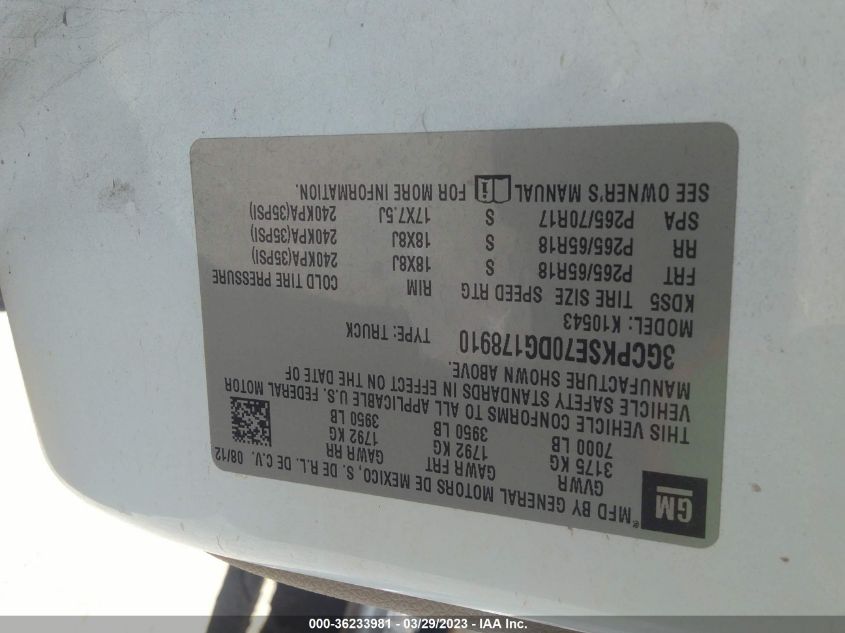 GM
MFD BY GENERAL MOTORS DE MEXICO, S. DE R.L. DE C.V. 08/12
GVWR GAWR FRT GAWR RR
3175 KG 1792 KG 1792 KG
7000 LB 3950 LB 3950 LB
THIS VEHICLE CONFORMS TO ALL APPLICABLE U.S. FEDERAL MOTOR
VEHICLE SAFETY STANDARDS IN EFFECT ON THE DATE OF
MANUFACTURE SHOWN ABOVE.
3GCPKSE70DG178910 TYPE: TRUCK
MODEL: K10543
KDS5 TIRE SIZE SPEED RTG RIM COLD TIRE PRESSURE
FRT P265/65R18 S 18X8J 240KPA(35PSI)
RR P265/65R18 S 18X8J 240KPA(35PSI)
SPA P265/70R17 S 17X7.5J 240KPA(35PSI)
SEE OWNER'S MANUAL FOR MORE INFORMATION.
000-36233981 - 03/29/2023 - IAA Inc.